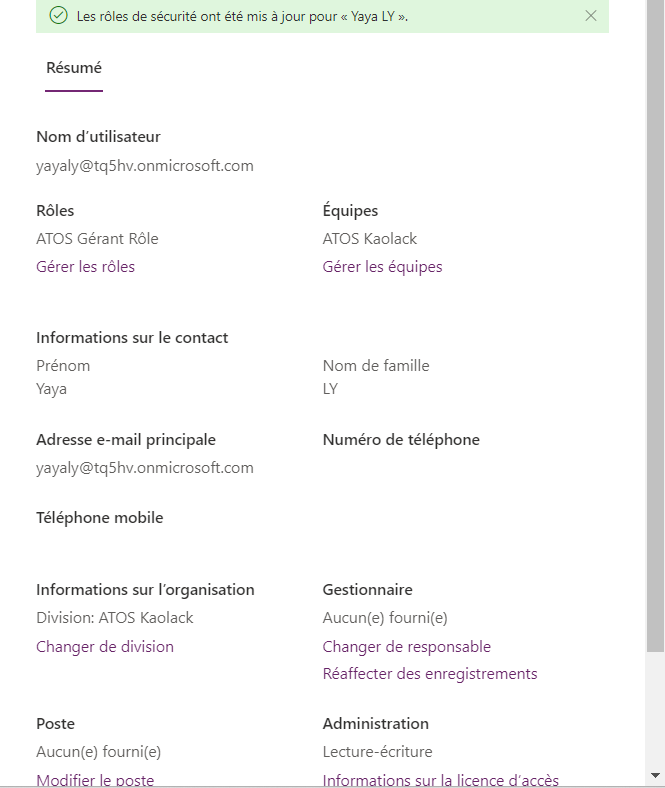 Les rôles de sécurité ont été mis à jour pour « Yaya LY ».
Résumé
Nom d’utilisateur
yayaly@tq5hv.onmicrosoft.com
Rôles
ATOS Gérant Rôle
Gérer les rôles
Équipes
ATOS Kaolack
Gérer les équipes
Informations sur le contact
Prénom
Yaya
Nom de famille
LY
Adresse e-mail principale
yayaly@tq5hv.onmicrosoft.com
Numéro de téléphone
Téléphone mobile
Informations sur l’organisation
Division: ATOS Kaolack
Changer de division
Gestionnaire
Aucun(e) fourni(e)
Changer de responsable
Réaffecter des enregistrements
Poste
Aucun(e) fourni(e)
Modifier le poste
Administration
Lecture-écriture
Informations sur la licence d’accès